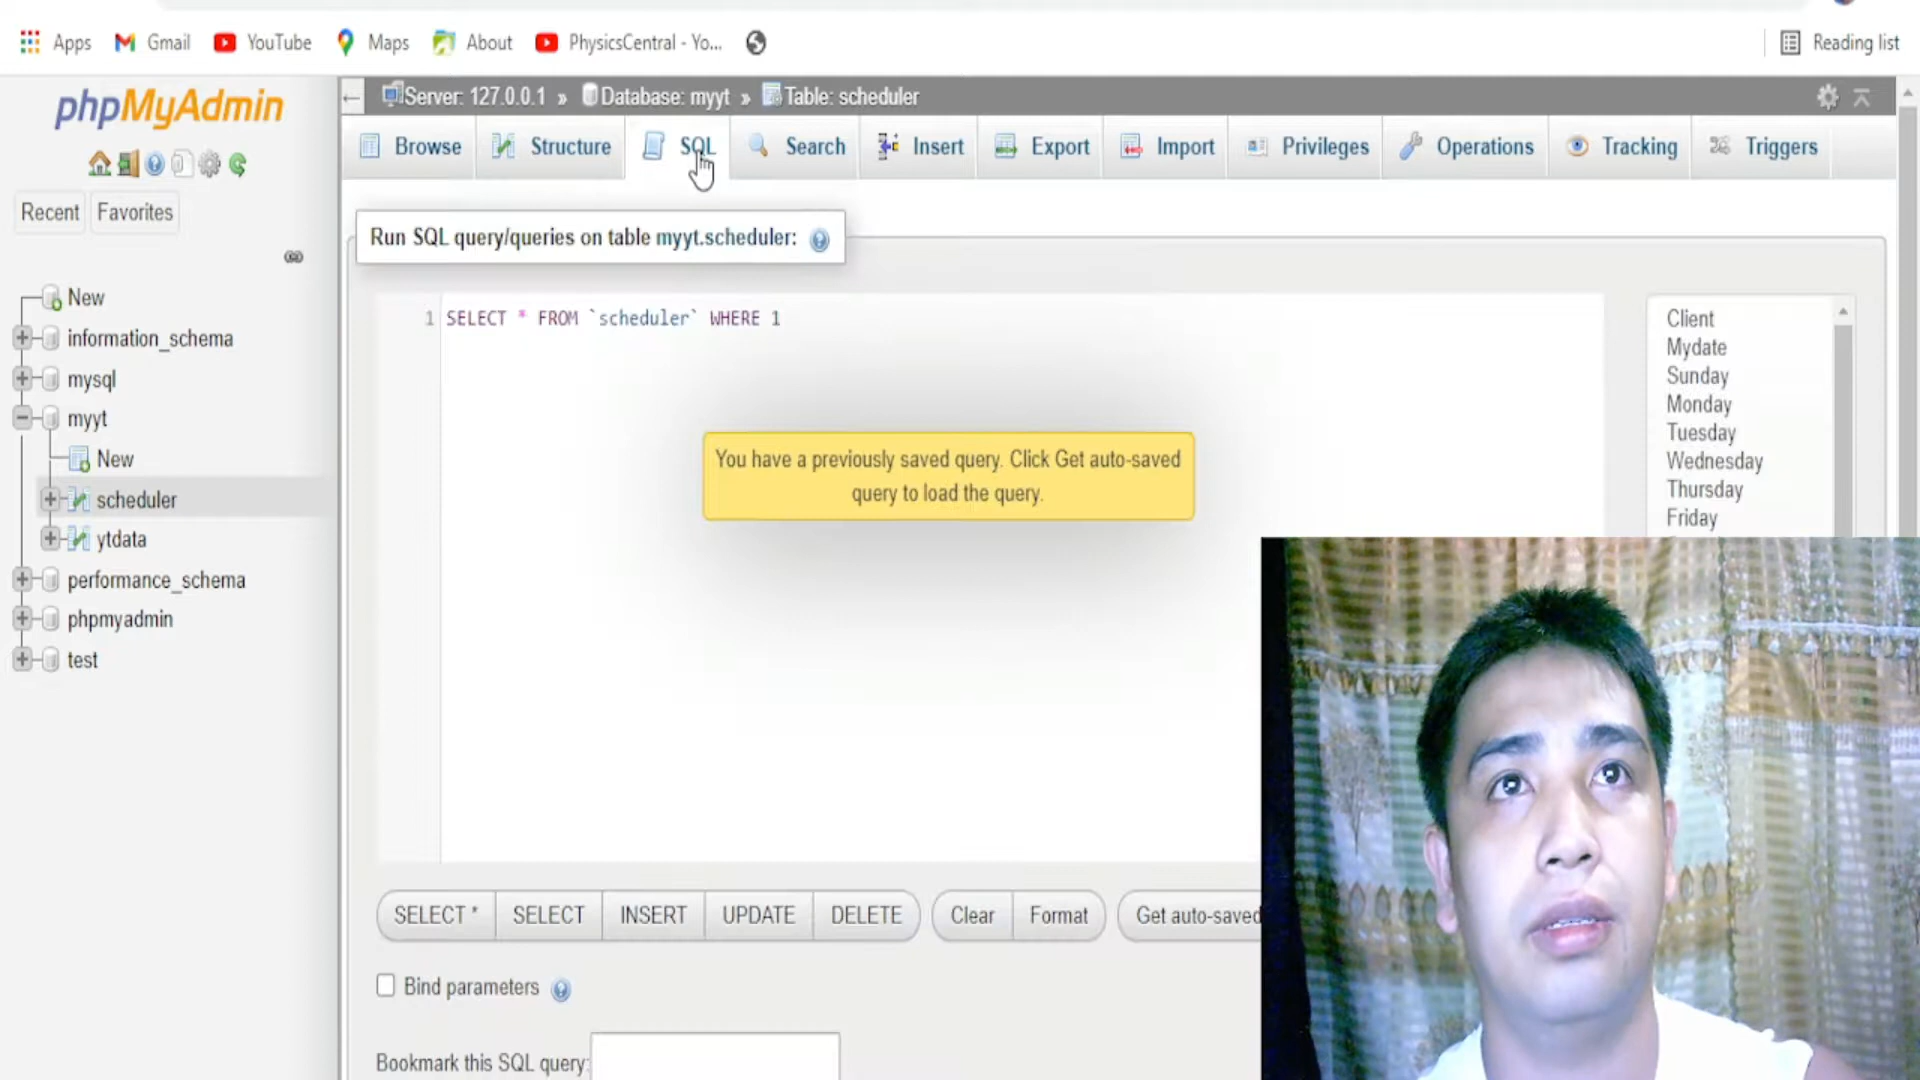 Apps
Gmail
YouTube
Maps
About
PhysicsCentral - Yo...
Reading list
phpMyAdmin
Recent
Favorites
New
information_schema
mysql
myyt
New
scheduler
ytdata
performance_schema
phpmyadmin
test
Server: 127.0.0.1 » Database: myyt » Table: scheduler
Browse
Structure
SQL
Search
Insert
Export
Import
Privileges
Operations
Tracking
Triggers
Run SQL query/queries on table myyt.scheduler:
1 SELECT * FROM `scheduler` WHERE 1
You have a previously saved query. Click Get auto-saved
query to load the query.
Client
Mydate
Sunday
Monday
Tuesday
Wednesday
Thursday
Friday
SELECT *
SELECT
INSERT
UPDATE
DELETE
Clear
Format
Get auto-saved
Bind parameters
Bookmark this SQL query: